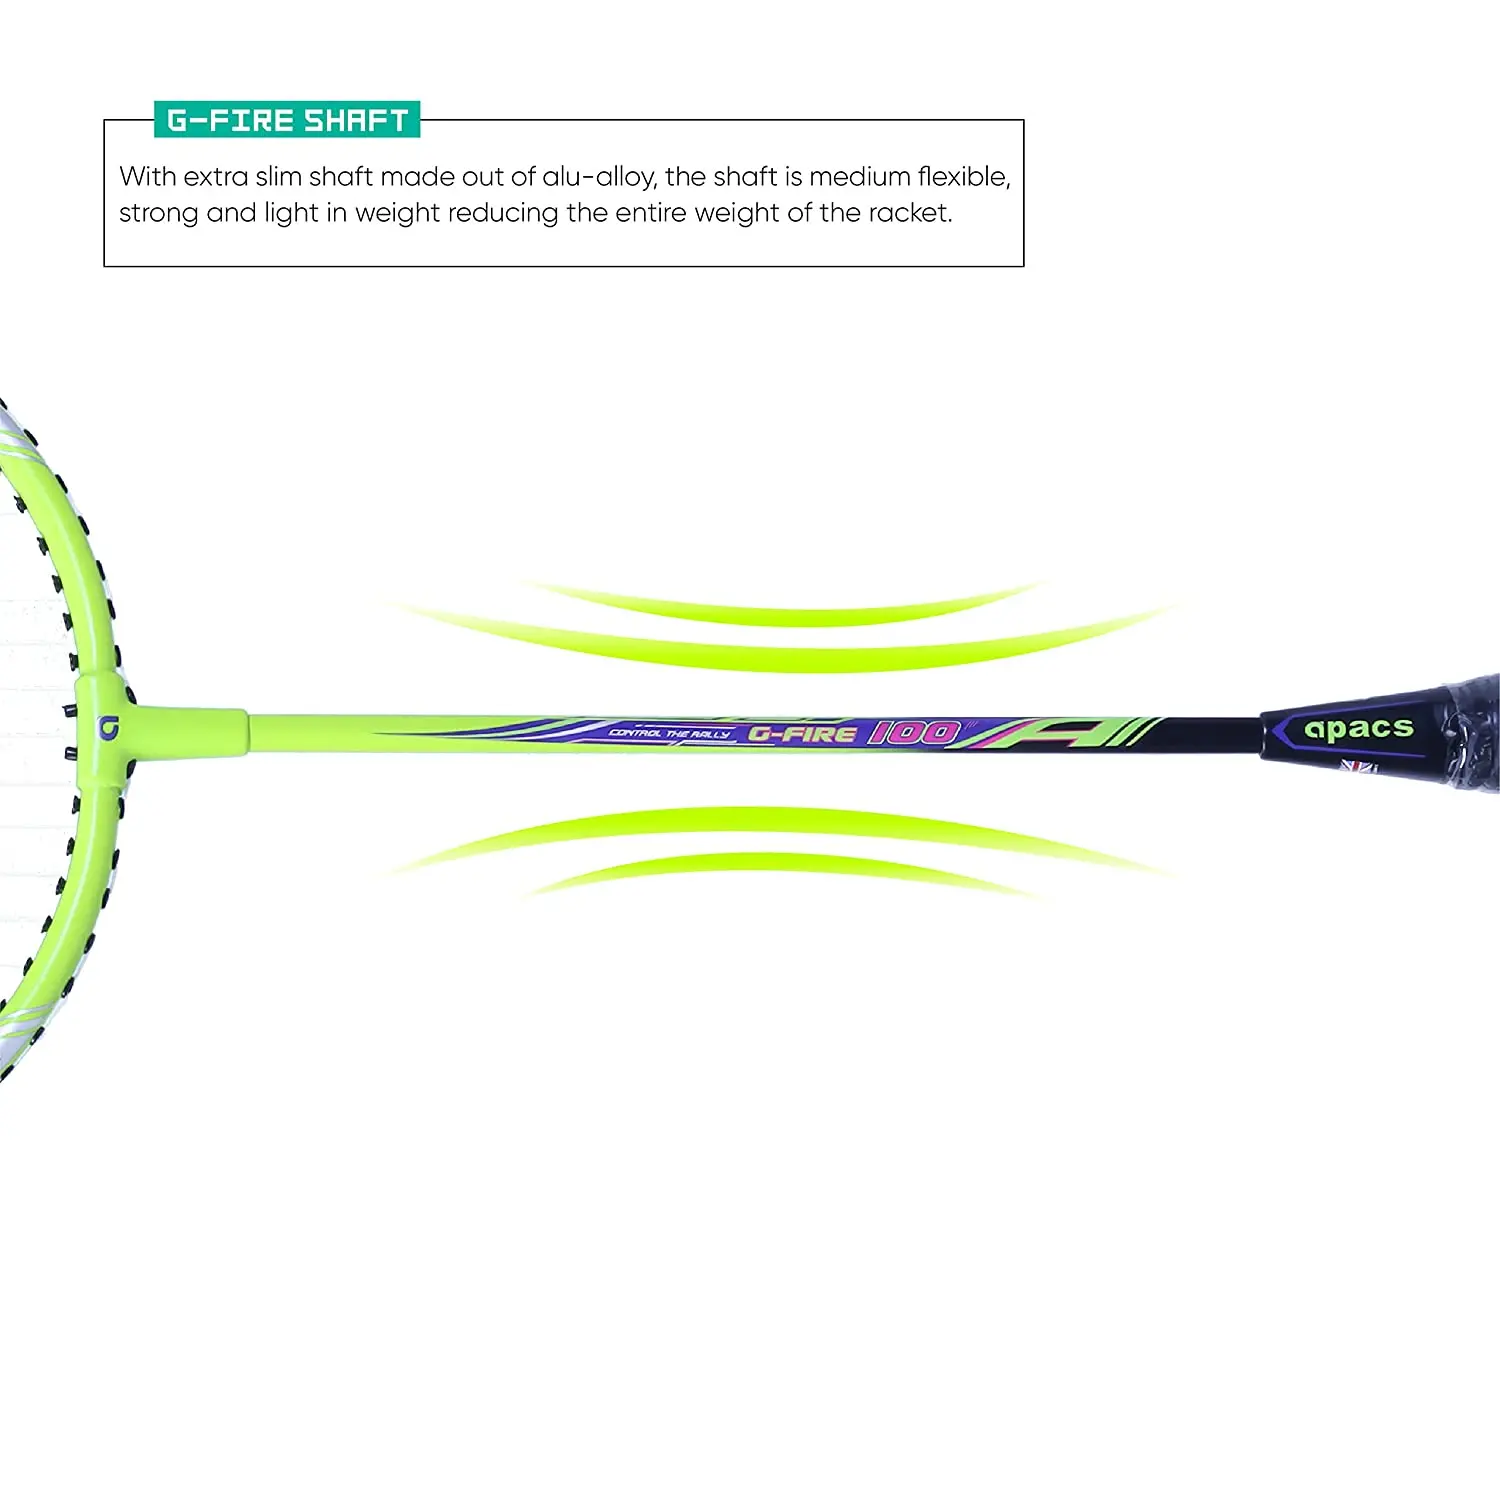 G-FIRE SHAFT
With extra slim shaft made out of alu-alloy, the shaft is medium flexible,
strong and light in weight reducing the entire weight of the racket.
CONTROL THE RALLY G-FIRE 100
apacs